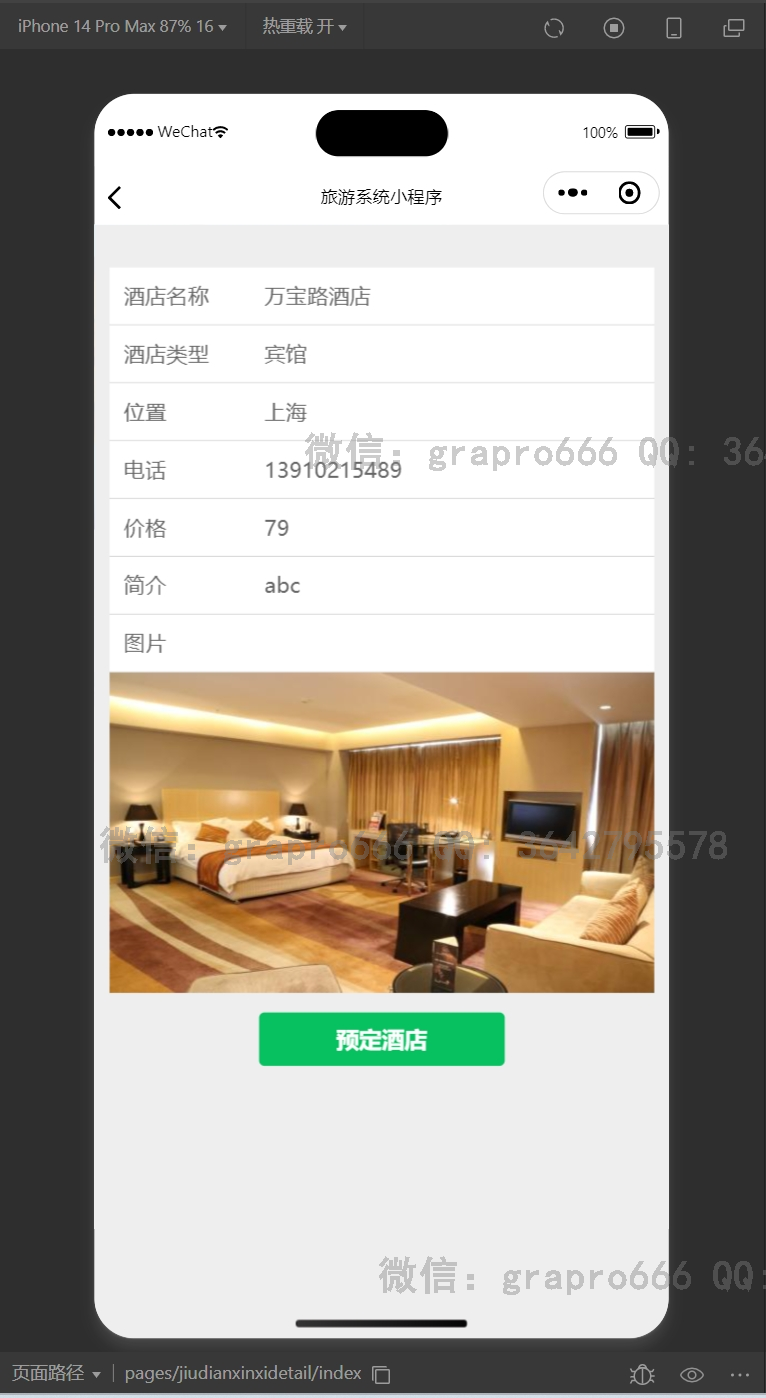 iPhone 14 Pro Max 87% 16 热重载 开
WeChat 100%
旅游系统小程序
酒店名称 万宝路酒店
酒店类型 宾馆
位置 上海
微信：grapro666 QQ：364
电话 13910215489
价格 79
简介 abc
图片
微信：grapro666 QQ：3642795578
预定酒店
微信：grapro666 QQ：
页面路径 pages/jiudianxinxidetail/index